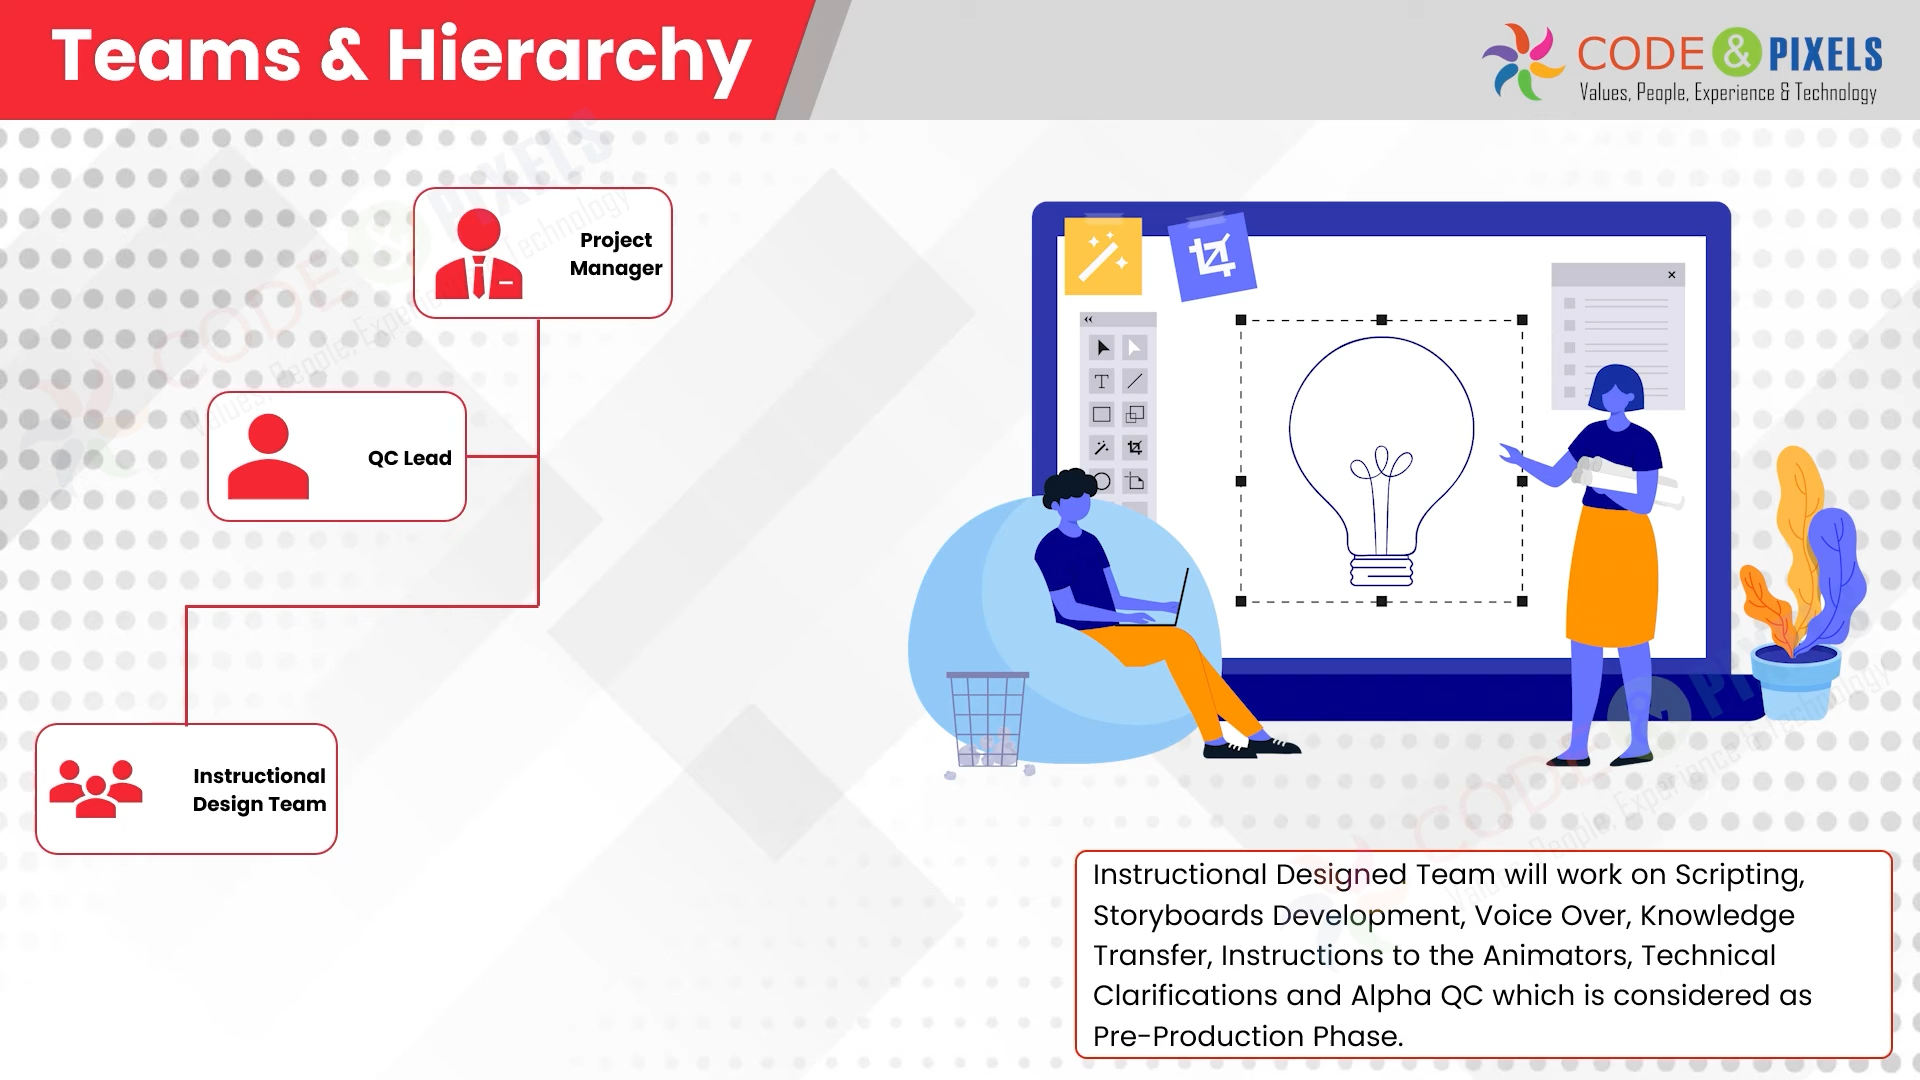 Teams & Hierarchy
CODE & PIXELS
Values, People, Experience & Technology
Project
Manager
QC Lead
Instructional
Design Team
Instructional Designed Team will work on Scripting,
Storyboards Development, Voice Over, Knowledge
Transfer, Instructions to the Animators, Technical
Clarifications and Alpha QC which is considered as
Pre-Production Phase.